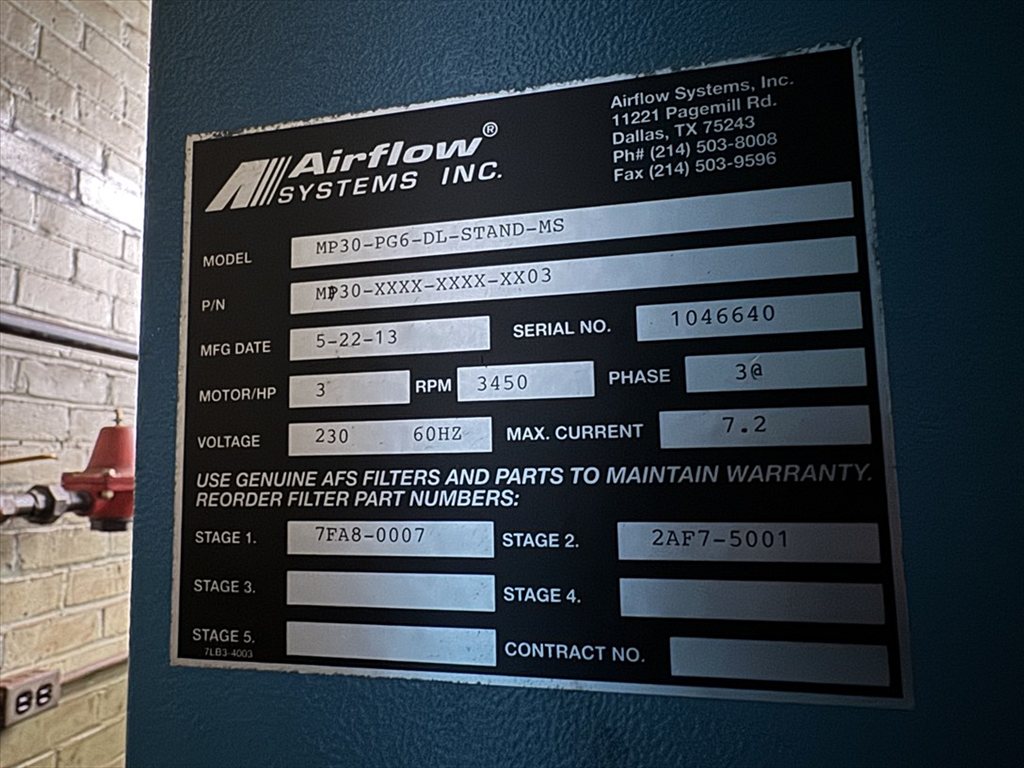 Airflow®
SYSTEMS INC.
Airflow Systems, Inc.
11221 Pagemill Rd.
Dallas, TX 75243
Ph# (214) 503-8008
Fax (214) 503-9596
MODEL MP30-PG6-DL-STAND-MS
P/N MP30-XXXX-XXXX-XX03
MFG DATE 5-22-13 SERIAL NO. 1046640
MOTOR/HP 3 RPM 3450 PHASE 3@
VOLTAGE 230 60HZ MAX. CURRENT 7.2
USE GENUINE AFS FILTERS AND PARTS TO MAINTAIN WARRANTY.
REORDER FILTER PART NUMBERS:
STAGE 1. 7FA8-0007 STAGE 2. 2AF7-5001
STAGE 3. STAGE 4.
STAGE 5. CONTRACT NO.
7LB3-4003
88